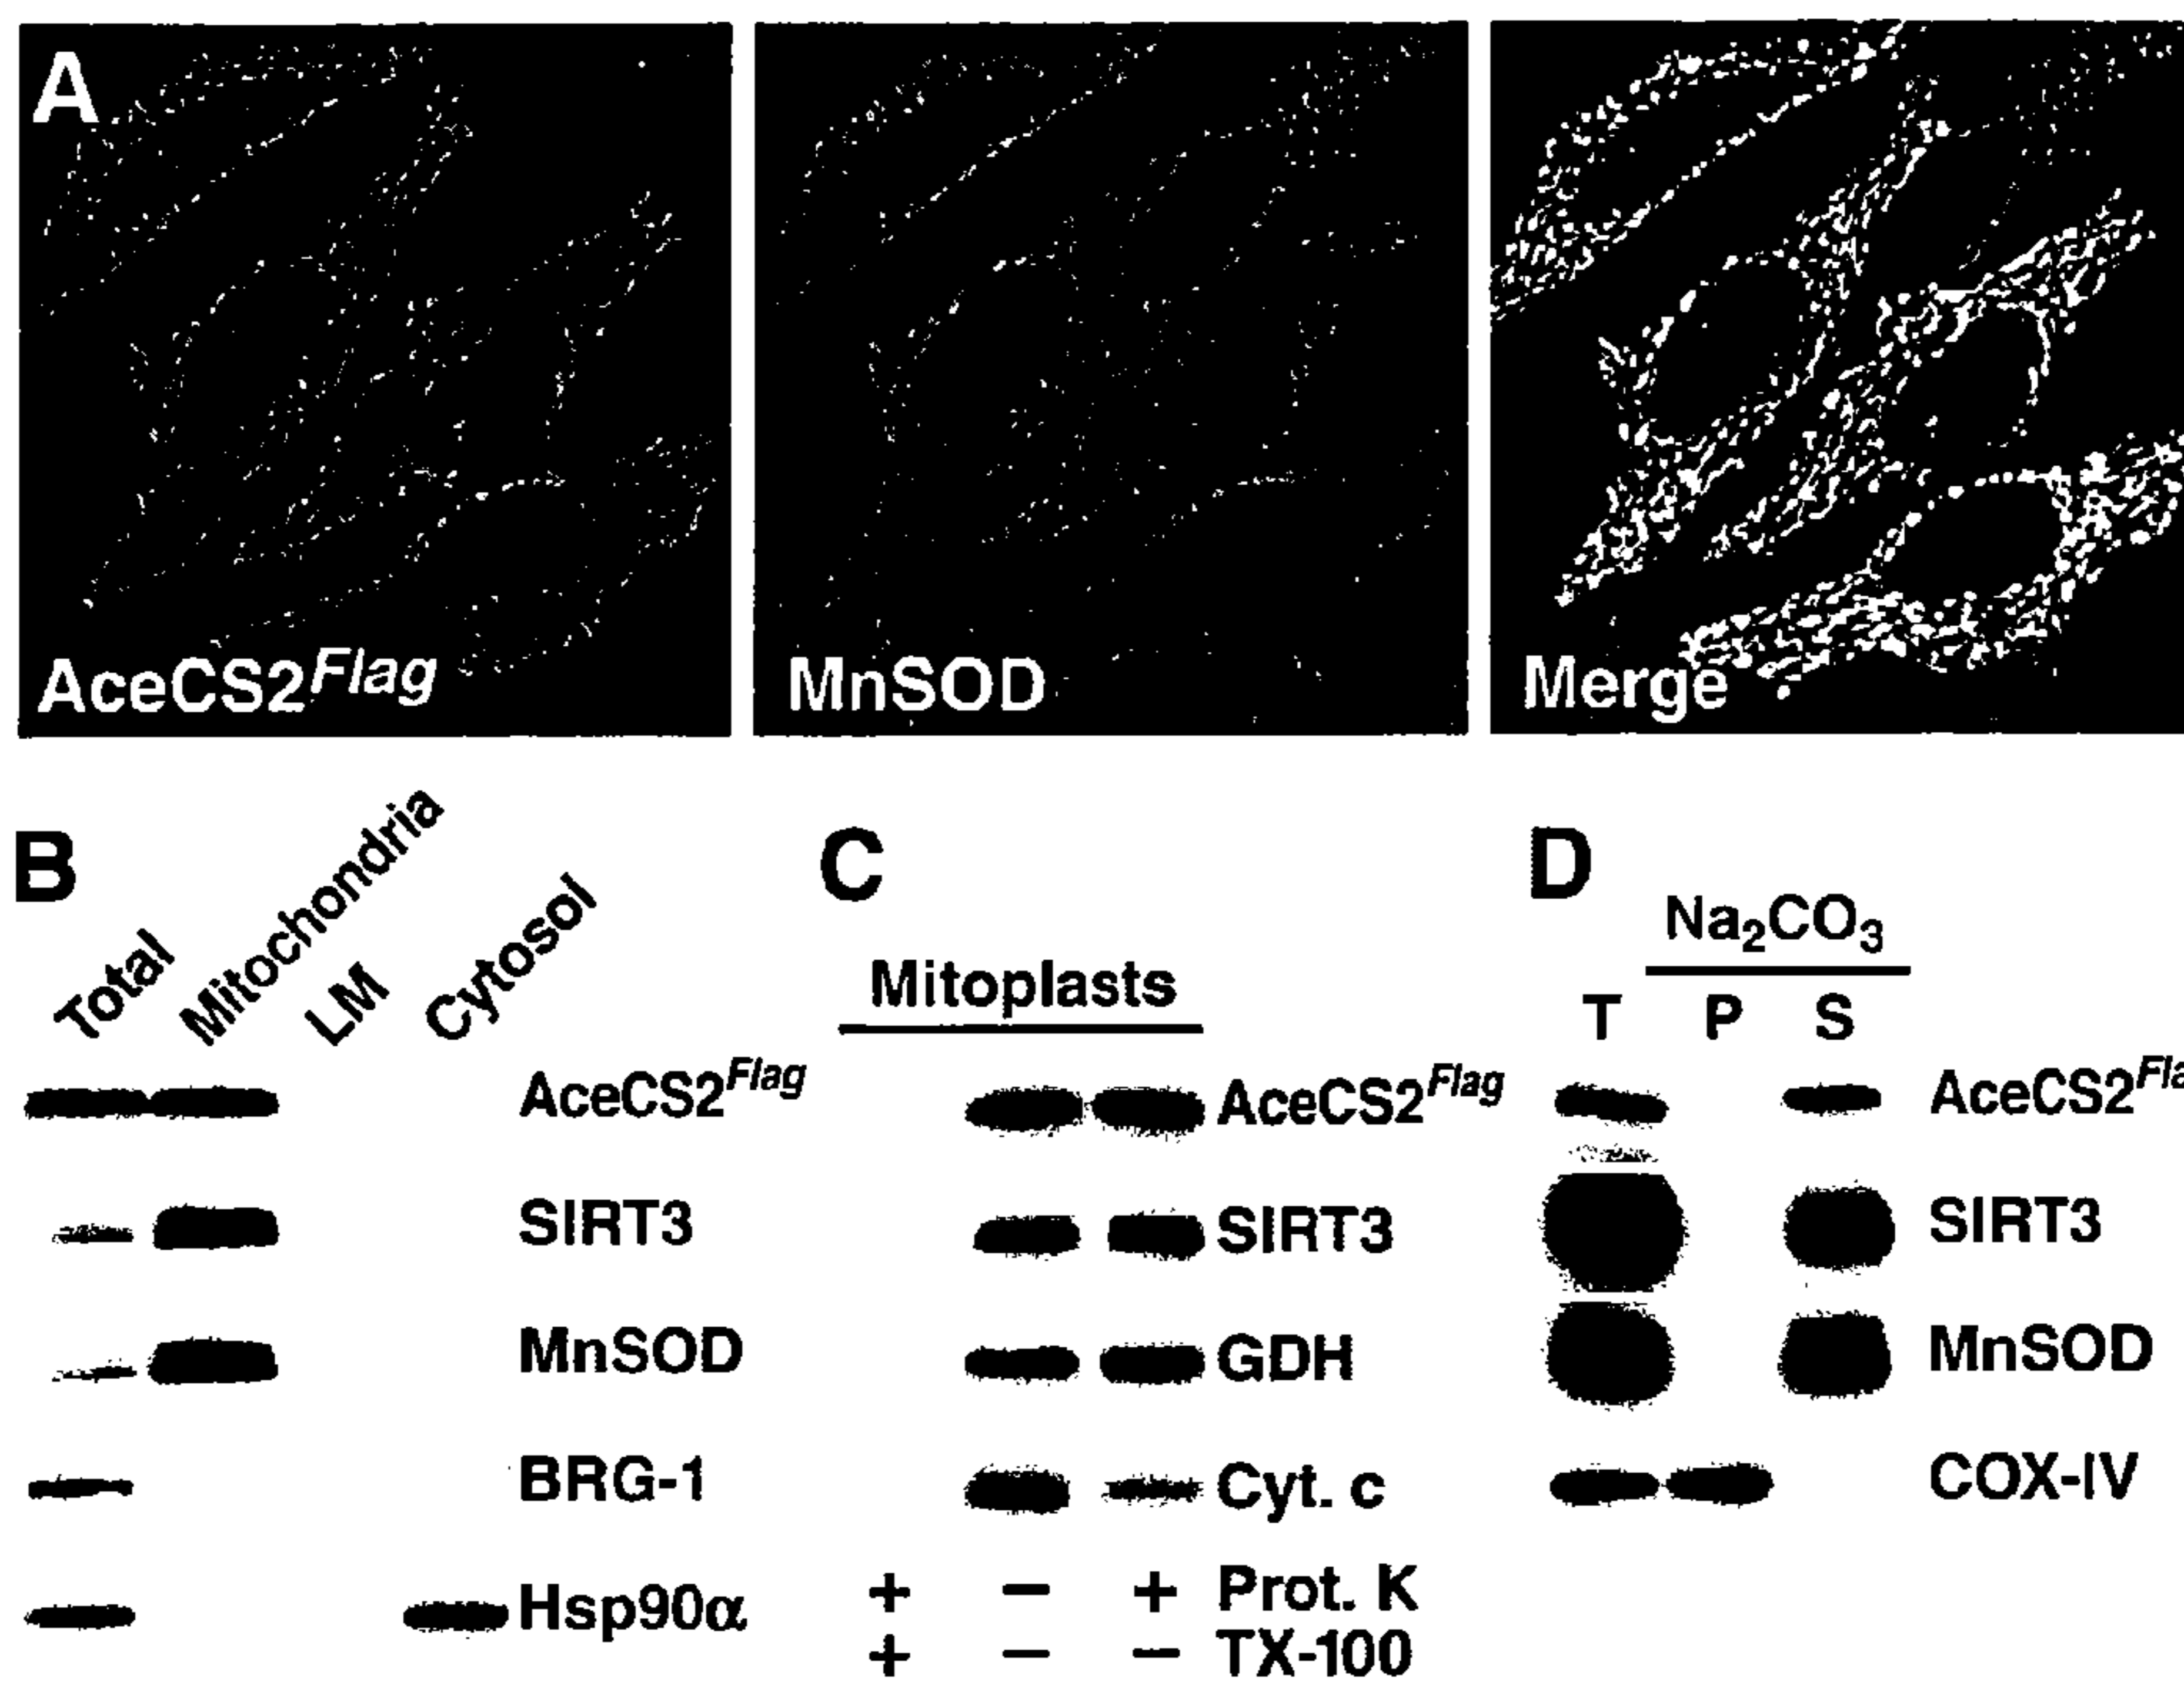 A
AceCS2Flag
MnSOD
Merge
B
Total
Mitochondria
LM
Cytosol
AceCS2Flag
SIRT3
MnSOD
BRG-1
Hsp90α
C
Mitoplasts
AceCS2Flag
SIRT3
GDH
Cyt. c
+ − + Prot. K
+ − − TX-100
D
Na2CO3
T P S
AceCS2Fla
SIRT3
MnSOD
COX-IV